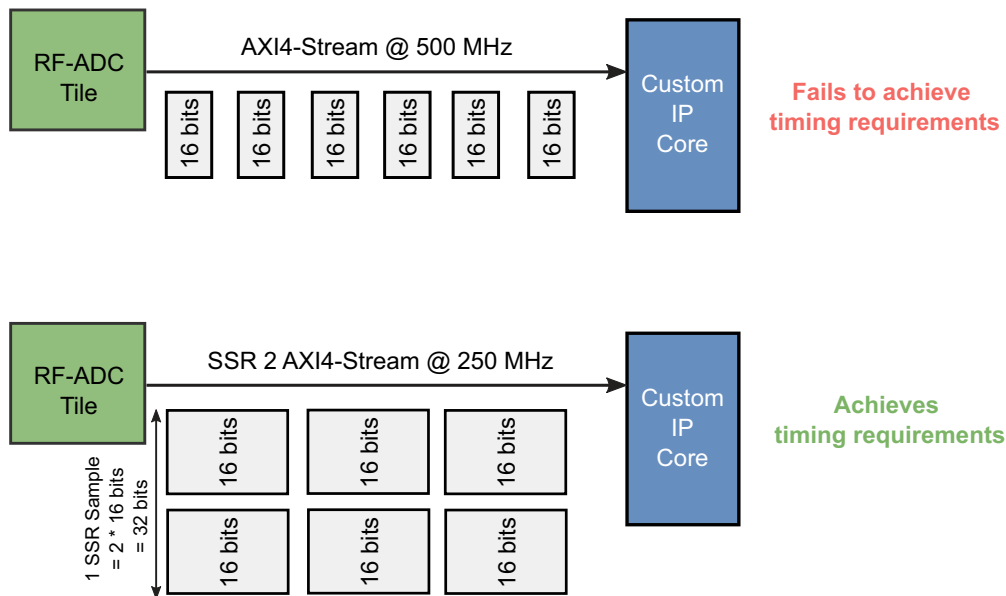 RF-ADC
Tile
AXI4-Stream @ 500 MHz
16 bits
16 bits
16 bits
16 bits
16 bits
16 bits
Custom
IP
Core
Fails to achieve
timing requirements
RF-ADC
Tile
SSR 2 AXI4-Stream @ 250 MHz
1 SSR Sample
= 2 * 16 bits
= 32 bits
16 bits
16 bits
16 bits
16 bits
16 bits
16 bits
Custom
IP
Core
Achieves
timing requirements